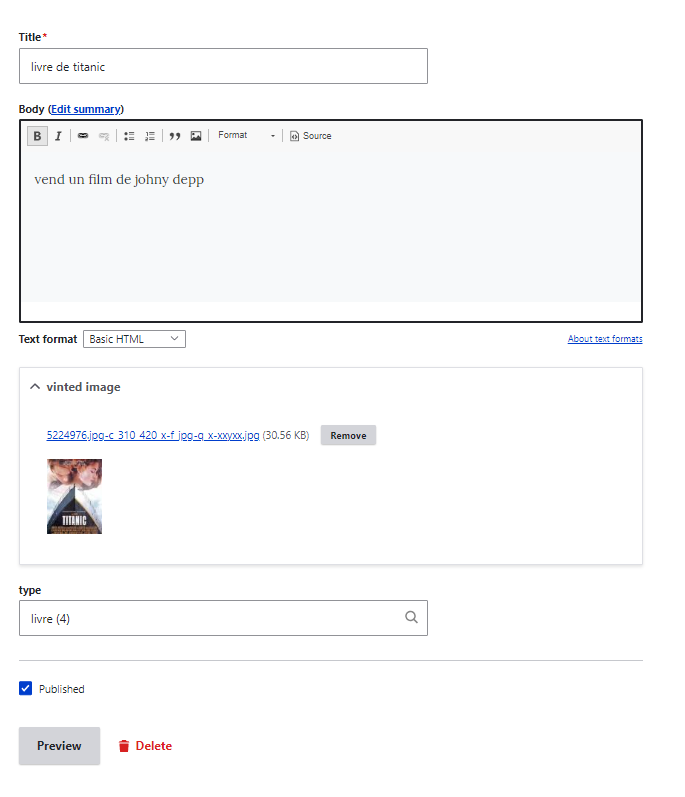 Title*
livre de titanic
Body (Edit summary)
B I Format Source
vend un film de johny depp
Text format Basic HTML About text formats
vinted image
5224976.jpg-c_310_420_x-f_jpg-q_x-xxyxx.jpg (30.56 KB) Remove
TITANIC
type
livre (4)
Published
Preview Delete